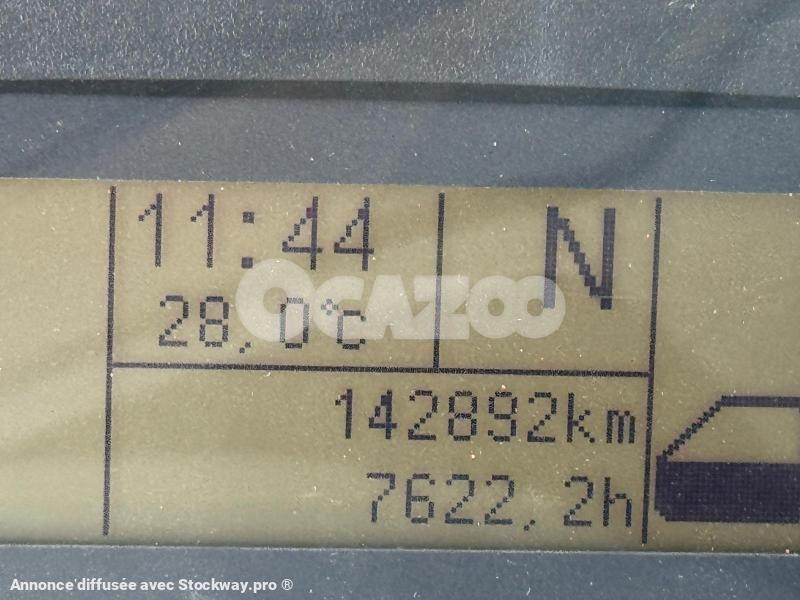 11:44
N
28,0°C
OCAZOO
142892km
7622,2h
Annonce diffusée avec Stockway.pro ®